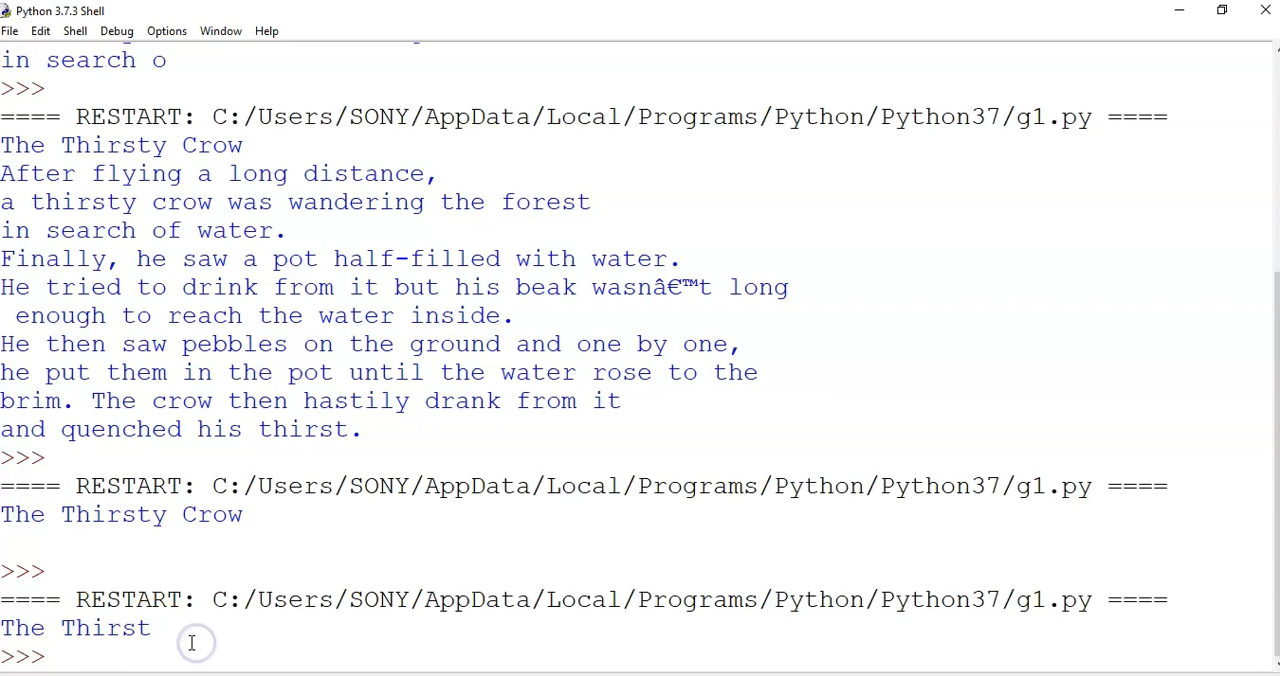 Python 3.7.3 Shell
File Edit Shell Debug Options Window Help
in search o
>>>
==== RESTART: C:/Users/SONY/AppData/Local/Programs/Python/Python37/g1.py ====
The Thirsty Crow
After flying a long distance,
a thirsty crow was wandering the forest
in search of water.
Finally, he saw a pot half-filled with water.
He tried to drink from it but his beak wasnâ€™t long
 enough to reach the water inside.
He then saw pebbles on the ground and one by one,
he put them in the pot until the water rose to the
brim. The crow then hastily drank from it
and quenched his thirst.
>>>
==== RESTART: C:/Users/SONY/AppData/Local/Programs/Python/Python37/g1.py ====
The Thirsty Crow
>>>
==== RESTART: C:/Users/SONY/AppData/Local/Programs/Python/Python37/g1.py ====
The Thirst
>>>